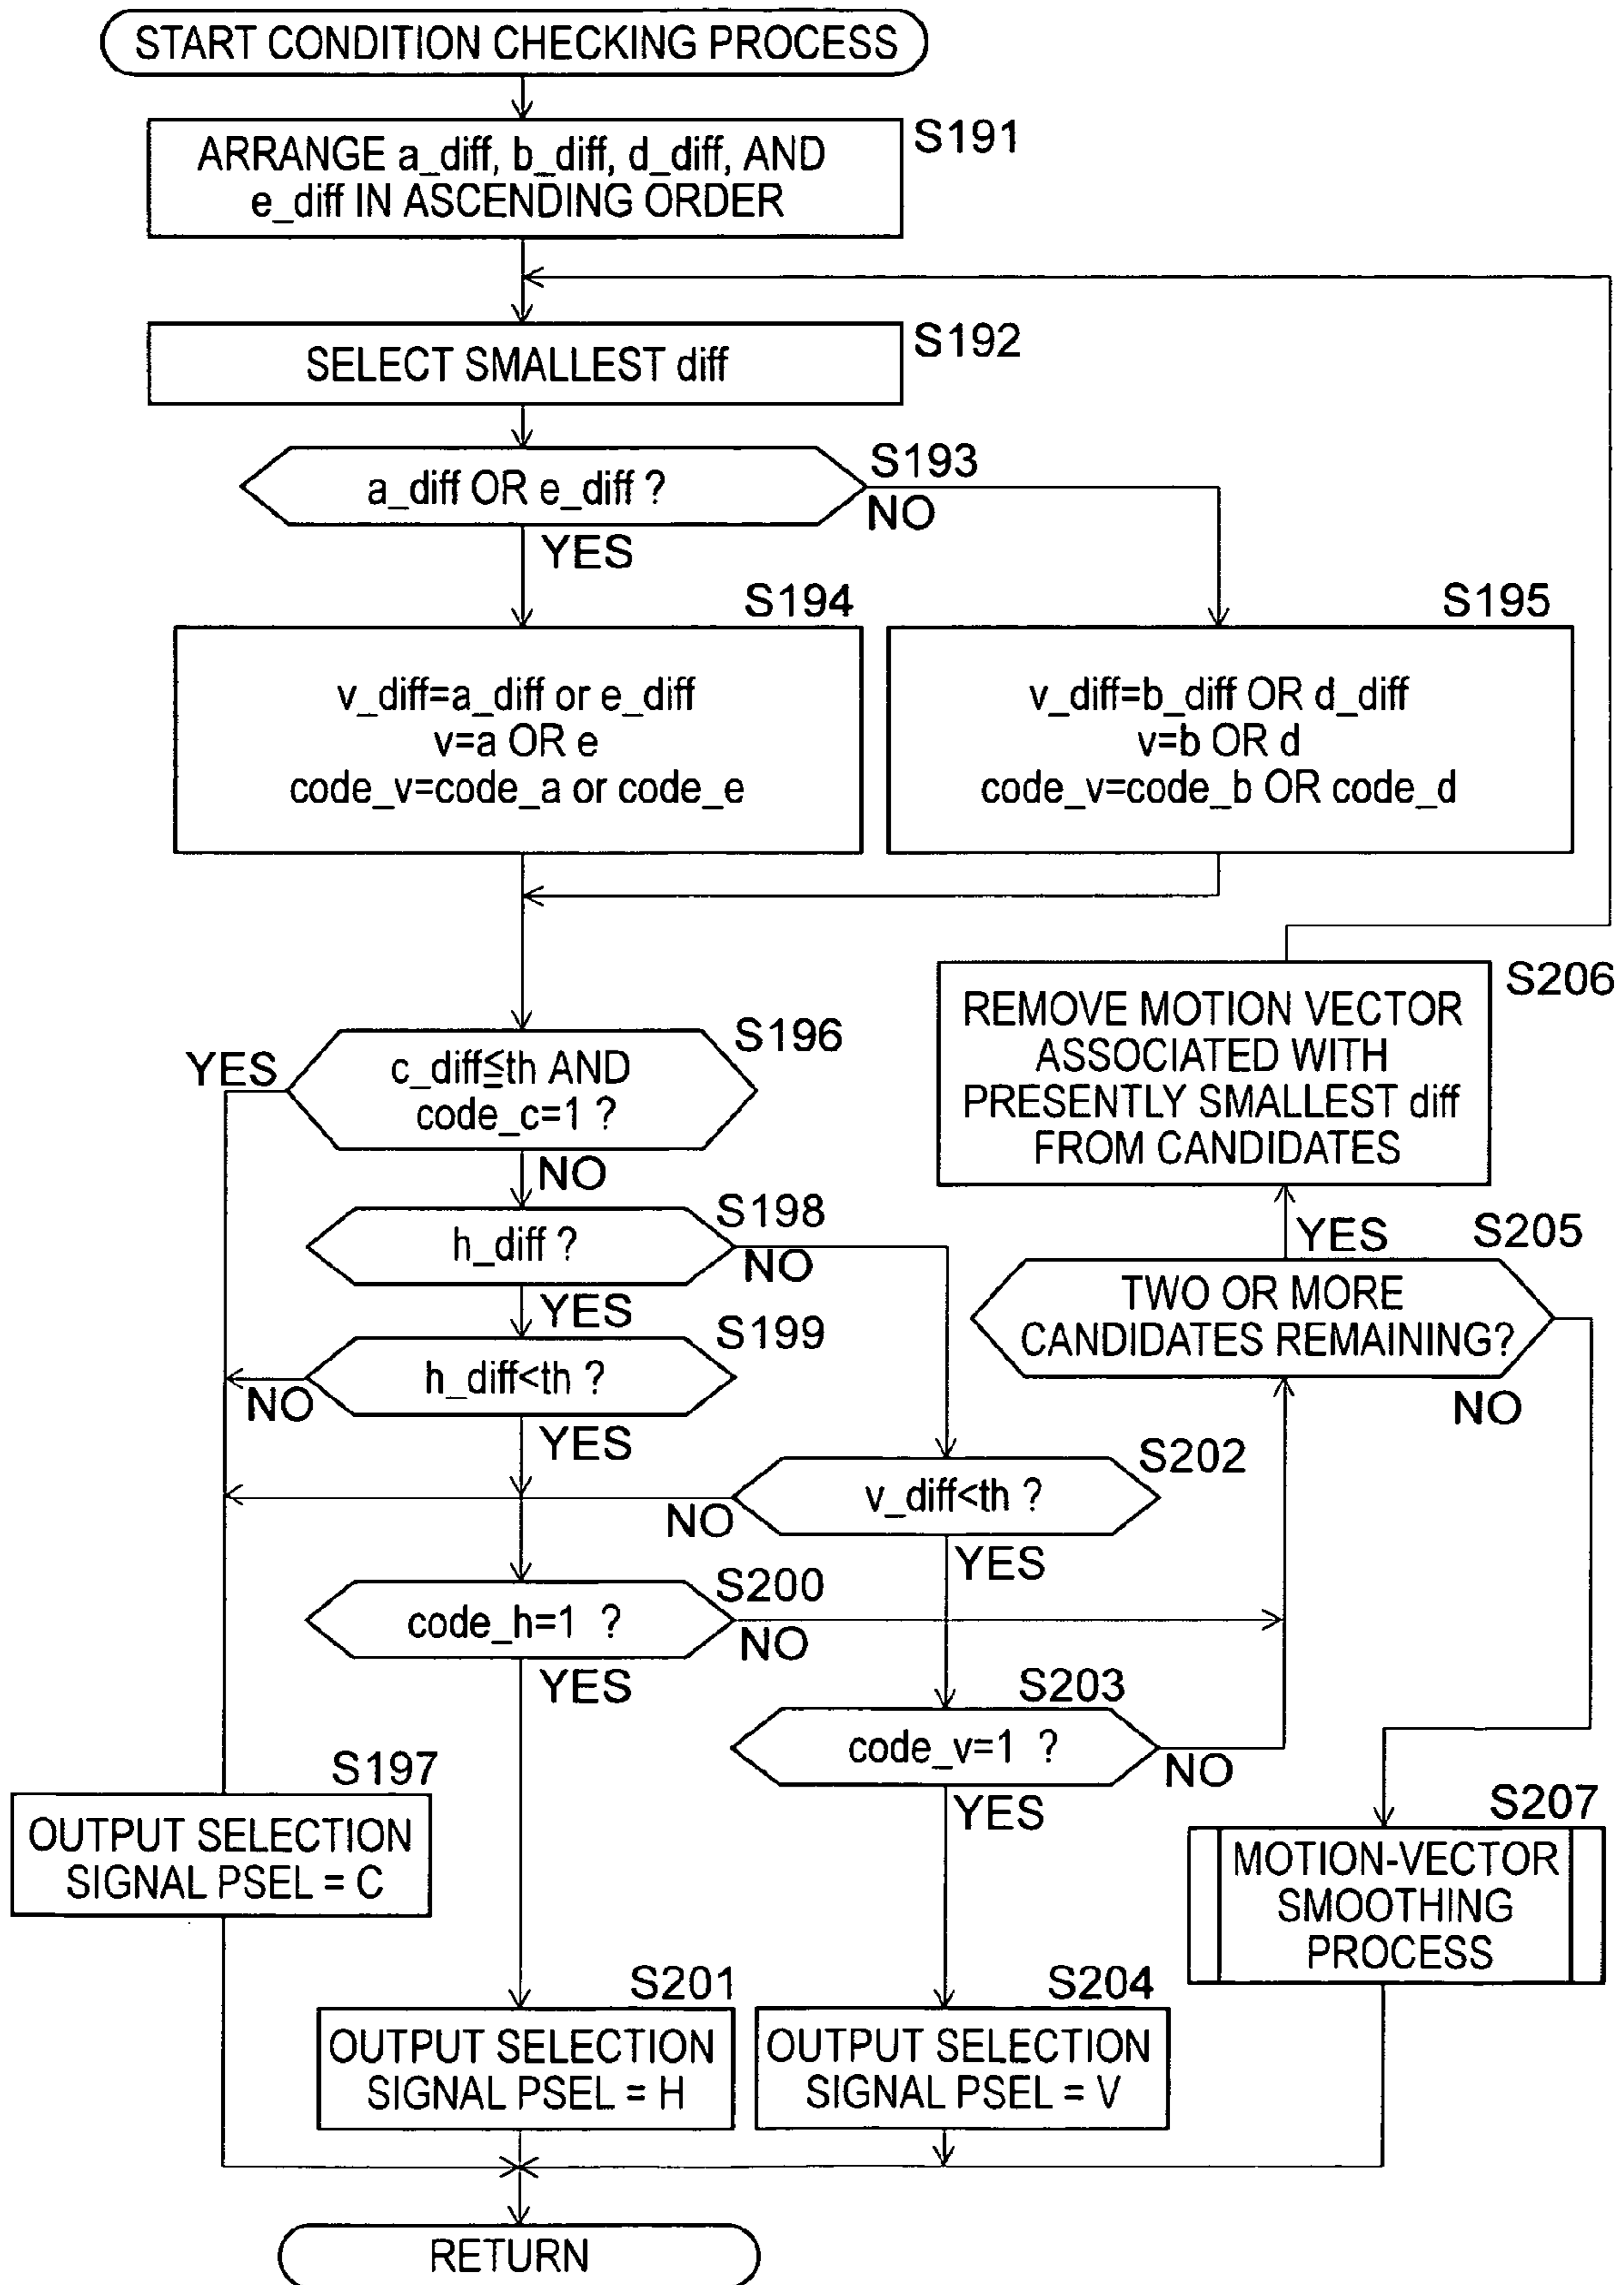 START CONDITION CHECKING PROCESS
S191
ARRANGE a_diff, b_diff, d_diff, AND
e_diff IN ASCENDING ORDER
S192
SELECT SMALLEST diff
S193
a_diff OR e_diff ?
NO
YES
S194
v_diff=a_diff or e_diff
v=a OR e
code_v=code_a or code_e
S195
v_diff=b_diff OR d_diff
v=b OR d
code_v=code_b OR code_d
S196
YES
c_diff≦th AND
code_c=1 ?
NO
S206
REMOVE MOTION VECTOR
ASSOCIATED WITH
PRESENTLY SMALLEST diff
FROM CANDIDATES
S198
h_diff ?
NO
YES
S205
YES
TWO OR MORE
CANDIDATES REMAINING?
NO
S199
h_diff<th ?
NO
YES
S202
v_diff<th ?
NO
YES
S200
code_h=1 ?
NO
YES
S203
code_v=1 ?
NO
YES
S197
OUTPUT SELECTION
SIGNAL PSEL = C
S207
MOTION-VECTOR
SMOOTHING
PROCESS
S201
OUTPUT SELECTION
SIGNAL PSEL = H
S204
OUTPUT SELECTION
SIGNAL PSEL = V
RETURN